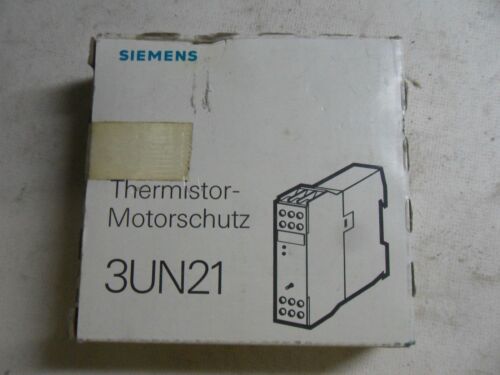 SIEMENS
Thermistor-
Motorschutz
3UN21